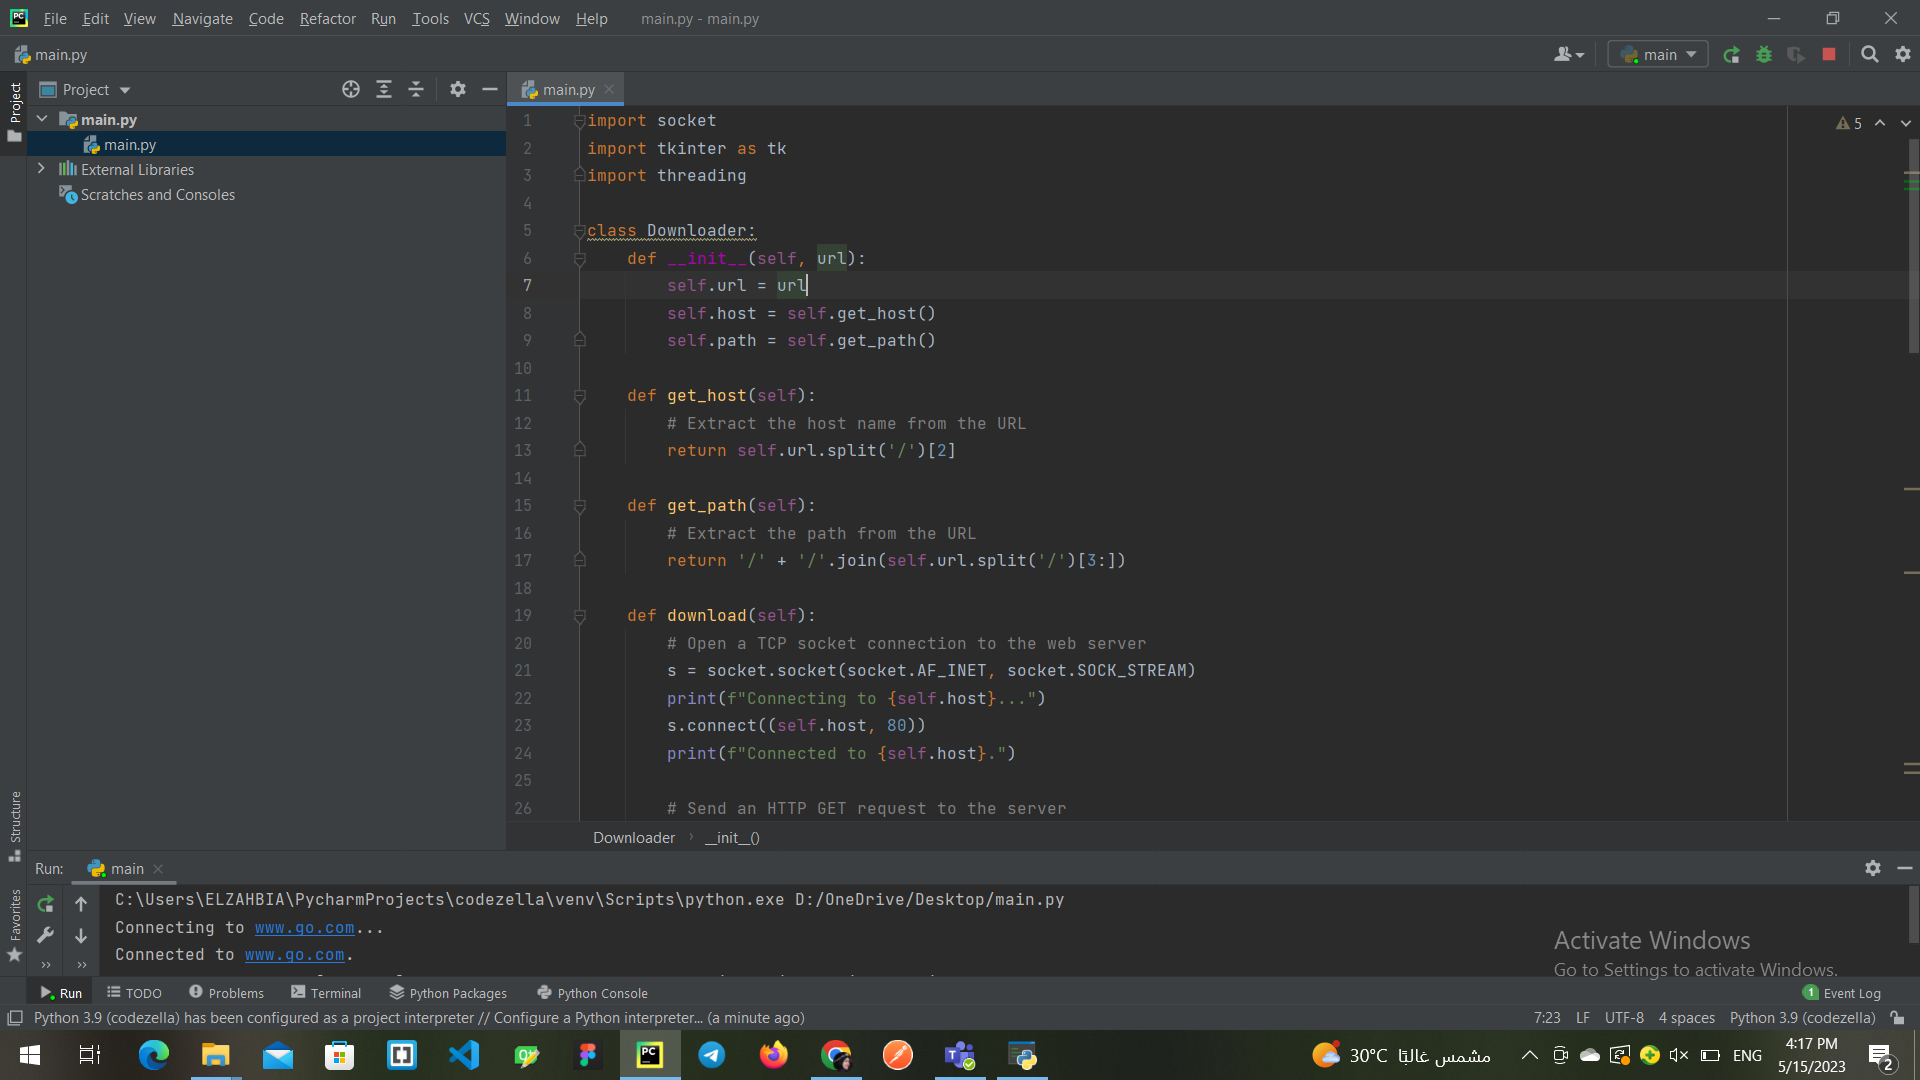 File Edit View Navigate Code Refactor Run Tools VCS Window Help main.py - main.py
main.py
main
Project
main.py
main.py
External Libraries
Scratches and Consoles
Project
Structure
Favorites
main.py
5
1 import socket
2 import tkinter as tk
3 import threading
4
5 class Downloader:
6 def __init__(self, url):
7 self.url = url
8 self.host = self.get_host()
9 self.path = self.get_path()
10
11 def get_host(self):
12 # Extract the host name from the URL
13 return self.url.split('/')[2]
14
15 def get_path(self):
16 # Extract the path from the URL
17 return '/' + '/'.join(self.url.split('/')[3:])
18
19 def download(self):
20 # Open a TCP socket connection to the web server
21 s = socket.socket(socket.AF_INET, socket.SOCK_STREAM)
22 print(f"Connecting to {self.host}...")
23 s.connect((self.host, 80))
24 print(f"Connected to {self.host}.")
25
26 # Send an HTTP GET request to the server
Downloader › __init__()
Run: main
C:\Users\ELZAHBIA\PycharmProjects\codezella\venv\Scripts\python.exe D:/OneDrive/Desktop/main.py
Connecting to www.go.com...
Connected to www.go.com.
Activate Windows
Go to Settings to activate Windows.
Run TODO Problems Terminal Python Packages Python Console 1 Event Log
Python 3.9 (codezella) has been configured as a project interpreter // Configure a Python interpreter... (a minute ago) 7:23 LF UTF-8 4 spaces Python 3.9 (codezella)
30°C مشمس غالبًا ENG
4:17 PM
5/15/2023
2